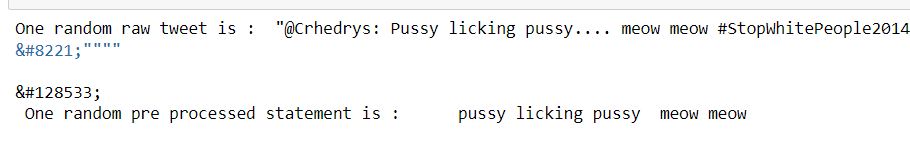 One random raw tweet is :  "@Crhedrys: Pussy licking pussy.... meow meow #StopWhitePeople2014
&#8221;""""
&#128533;
One random pre processed statement is :      pussy licking pussy  meow meow